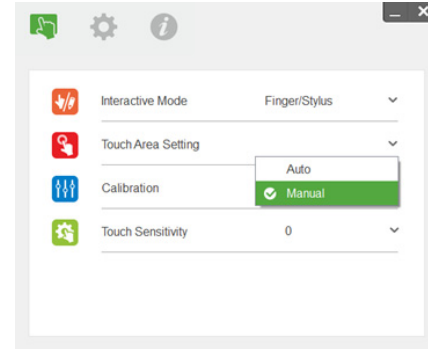 Interactive Mode Finger/Stylus
Touch Area Setting
Auto
Calibration
Manual
Touch Sensitivity 0